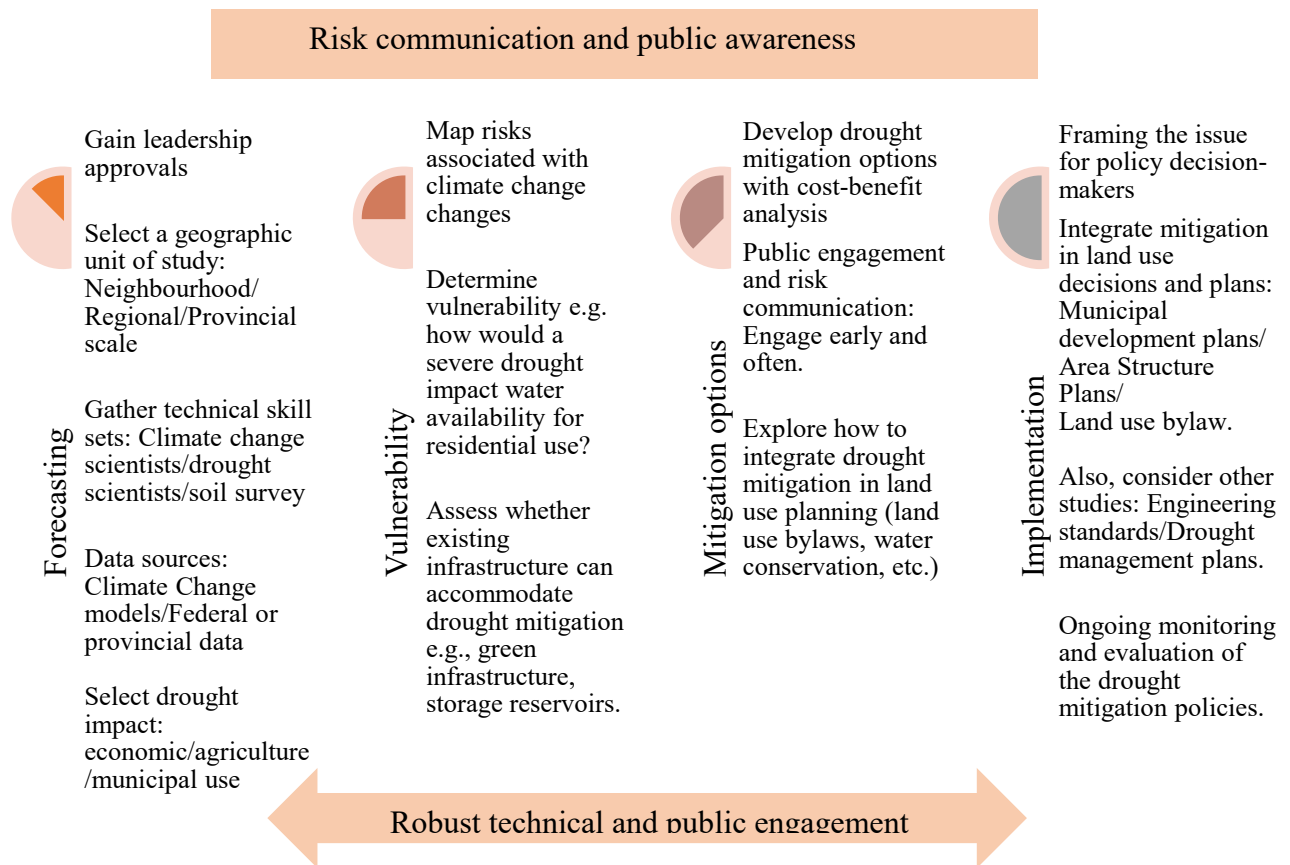 Risk communication and public awareness
Forecasting
Gain leadership
approvals
Select a geographic
unit of study:
Neighbourhood/
Regional/Provincial
scale
Gather technical skill
sets: Climate change
scientists/drought
scientists/soil survey
Data sources:
Climate Change
models/Federal or
provincial data
Select drought
impact:
economic/agriculture
/municipal use
Vulnerability
Map risks
associated with
climate change
changes
Determine
vulnerability e.g.
how would a
severe drought
impact water
availability for
residential use?
Assess whether
existing
infrastructure can
accommodate
drought mitigation
e.g., green
infrastructure,
storage reservoirs.
Mitigation options
Develop drought
mitigation options
with cost-benefit
analysis
Public engagement
and risk
communication:
Engage early and
often.
Explore how to
integrate drought
mitigation in land
use planning (land
use bylaws, water
conservation, etc.)
Implementation
Framing the issue
for policy decision-
makers
Integrate mitigation
in land use
decisions and plans:
Municipal
development plans/
Area Structure
Plans/
Land use bylaw.
Also, consider other
studies: Engineering
standards/Drought
management plans.
Ongoing monitoring
and evaluation of
the drought
mitigation policies.
Robust technical and public engagement